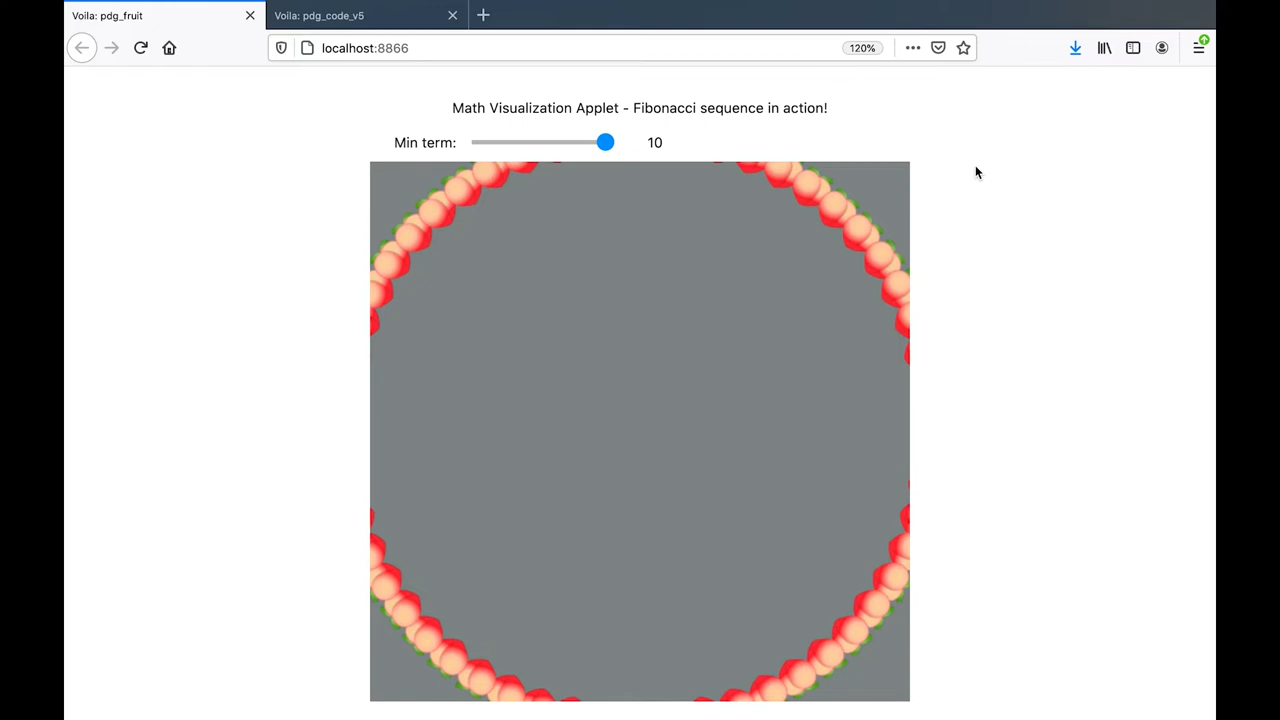 Voila: pdg_fruit
Voila: pdg_code_v5
localhost:8866
120%
Math Visualization Applet - Fibonacci sequence in action!
Min term: 10